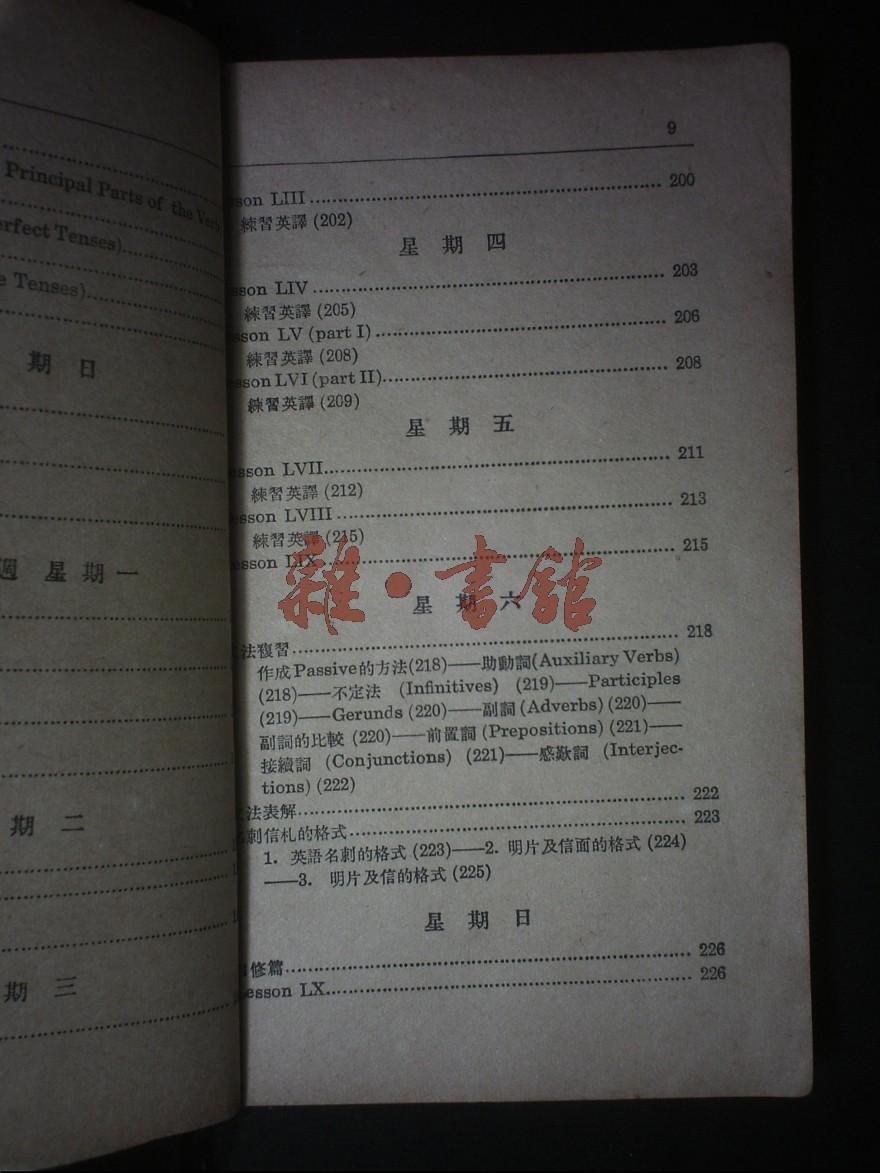 Principal Parts of the Verb
erfect Tenses)
e Tenses)
期 日
週 星 期 一
期 二
期 三
9
sson LIII 200
練習英譯 (202)
星 期 四
sson LIV 203
練習英譯 (205)
sson LV (part I) 206
練習英譯 (208)
esson LVI (part II) 208
練習英譯 (209)
星 期 五
esson LVII 211
練習英譯 (212)
esson LVIII 213
練習英譯 (215)
esson LIX 215
雜·書館
星 期 六
法複習 218
作成Passive的方法(218)——助動詞(Auxiliary Verbs)
(218)——不定法 (Infinitives) (219)——Participles
(219)——Gerunds (220)——副詞(Adverbs) (220)——
副詞的比較 (220)——前置詞 (Prepositions) (221)——
接續詞 (Conjunctions) (221)——感歎詞 (Interjec-
tions) (222)
法表解 222
刺信札的格式 223
1. 英語名刺的格式 (223)——2. 明片及信面的格式 (224)
——3. 明片及信的格式 (225)
星 期 日
修篇 226
esson LX 226